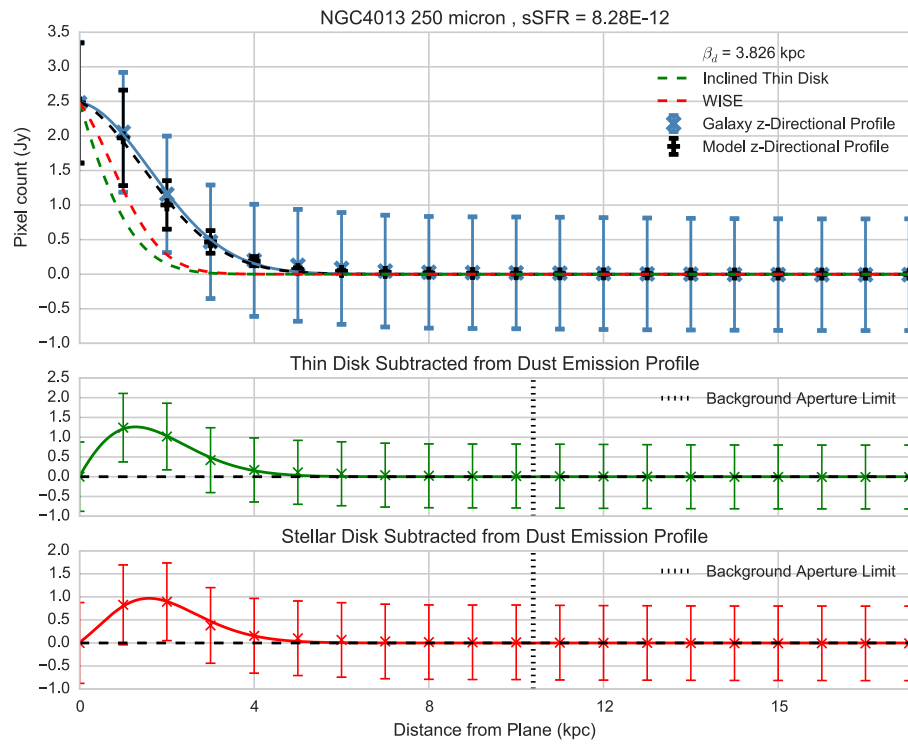 NGC4013 250 micron , sSFR = 8.28E-12
3.5
3.0
2.5
2.0
1.5
1.0
0.5
0.0
−0.5
−1.0
Pixel count (Jy)
β_d = 3.826 kpc
Inclined Thin Disk
WISE
Galaxy z-Directional Profile
Model z-Directional Profile
Thin Disk Subtracted from Dust Emission Profile
2.5
2.0
1.5
1.0
0.5
0.0
−0.5
−1.0
Background Aperture Limit
Stellar Disk Subtracted from Dust Emission Profile
2.0
1.5
1.0
0.5
0.0
−0.5
−1.0
Background Aperture Limit
0 4 8 12 15
Distance from Plane (kpc)